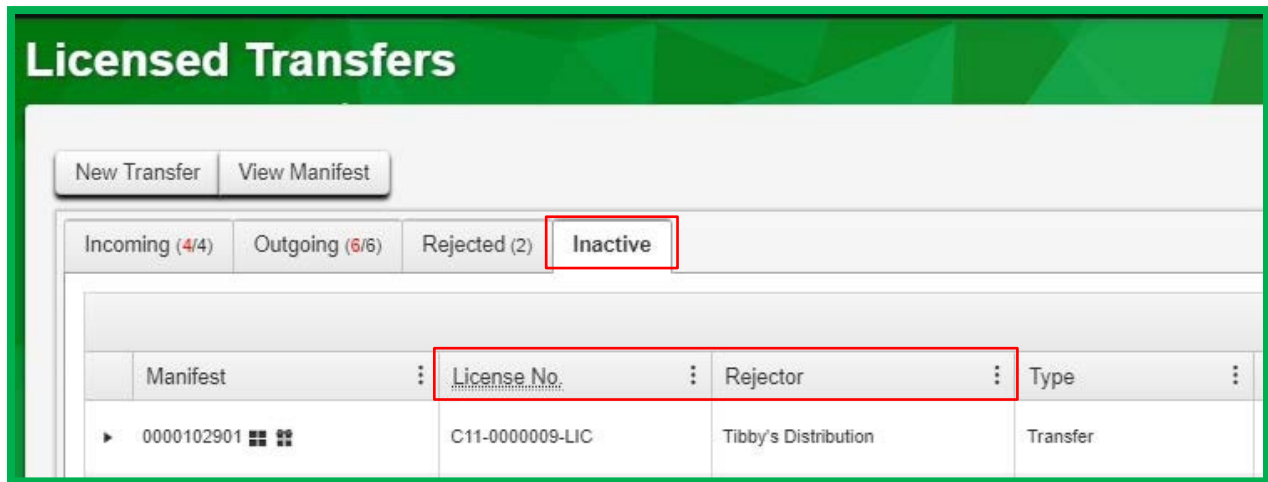 Licensed Transfers
New Transfer View Manifest
Incoming (4/4) Outgoing (6/6) Rejected (2) Inactive
Manifest License No. Rejector Type
0000102901 C11-0000009-LIC Tibby's Distribution Transfer